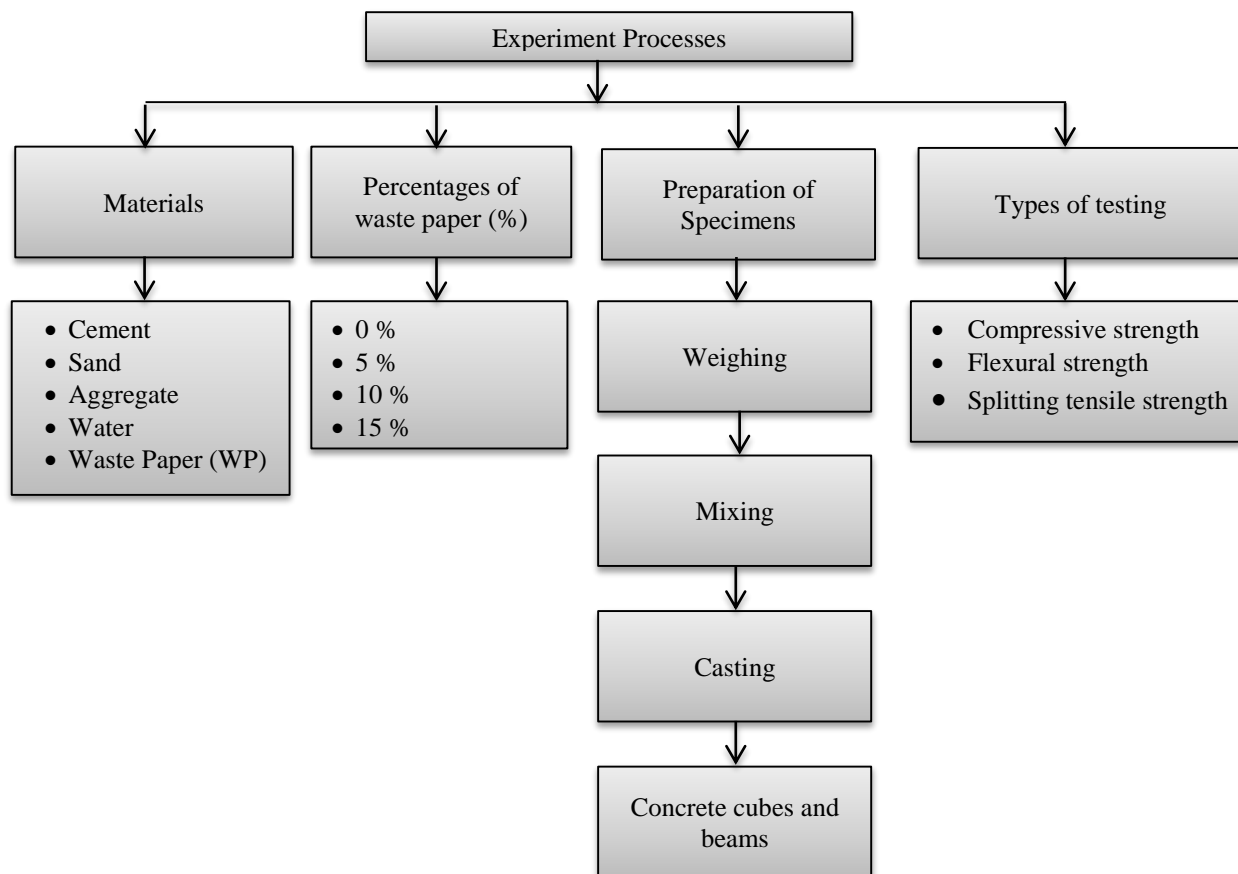 Experiment Processes
Materials
Percentages of
waste paper (%)
Preparation of
Specimens
Types of testing
• Cement
• Sand
• Aggregate
• Water
• Waste Paper (WP)
• 0 %
• 5 %
• 10 %
• 15 %
Weighing
• Compressive strength
• Flexural strength
• Splitting tensile strength
Mixing
Casting
Concrete cubes and
beams